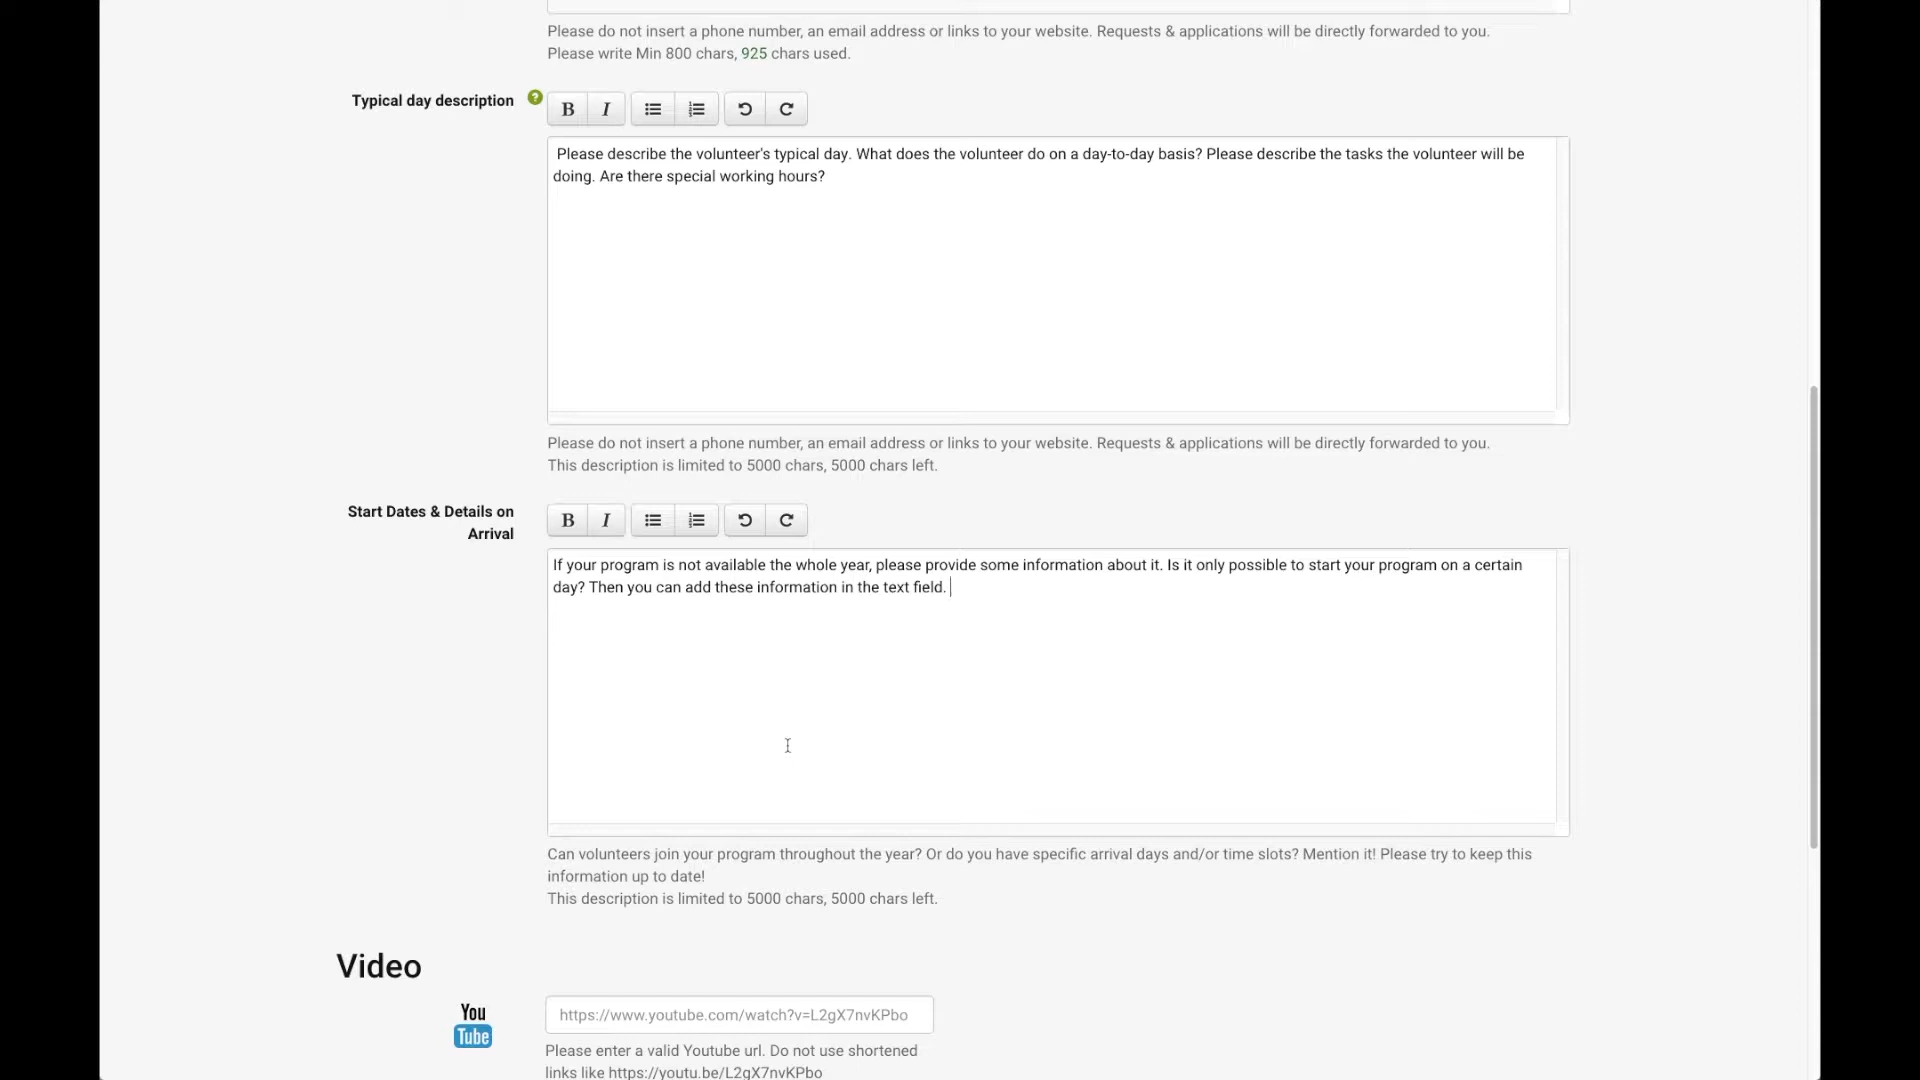 Please do not insert a phone number, an email address or links to your website. Requests & applications will be directly forwarded to you.
Please write Min 800 chars, 925 chars used.
Typical day description
?
B I
Please describe the volunteer's typical day. What does the volunteer do on a day-to-day basis? Please describe the tasks the volunteer will be
doing. Are there special working hours?
Please do not insert a phone number, an email address or links to your website. Requests & applications will be directly forwarded to you.
This description is limited to 5000 chars, 5000 chars left.
Start Dates & Details on
Arrival
B I
If your program is not available the whole year, please provide some information about it. Is it only possible to start your program on a certain
day? Then you can add these information in the text field.
Can volunteers join your program throughout the year? Or do you have specific arrival days and/or time slots? Mention it! Please try to keep this
information up to date!
This description is limited to 5000 chars, 5000 chars left.
Video
You
Tube
https://www.youtube.com/watch?v=L2gX7nvKPbo
Please enter a valid Youtube url. Do not use shortened
links like https://youtu.be/L2gX7nvKPbo